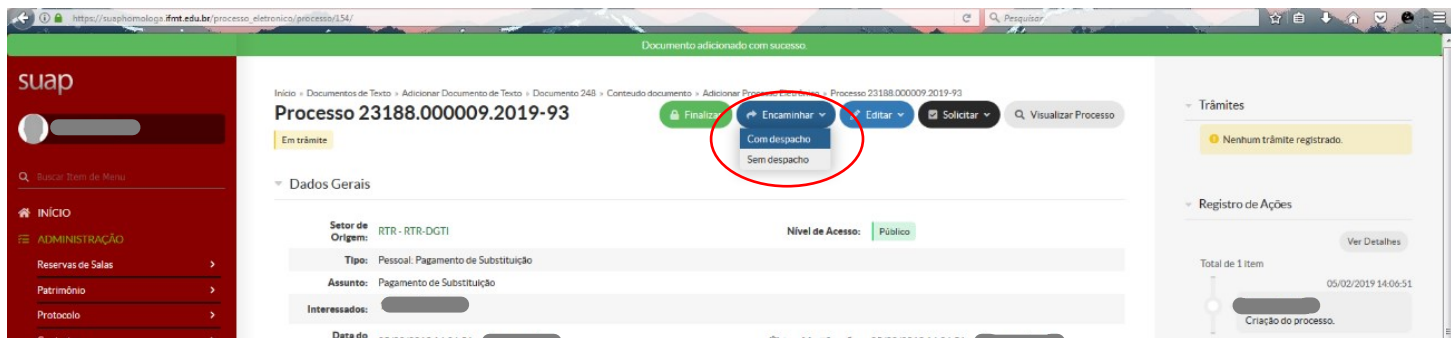 https://suaphomologa.ifmt.edu.br/processo_eletronico/processo/154/
Pesquisar
Documento adicionado com sucesso.
suap
Buscar Item de Menu
INÍCIO
ADMINISTRAÇÃO
Reservas de Salas
Patrimônio
Protocolo
Início » Documentos de Texto » Adicionar Documento de Texto » Documento 248 » Conteudo documento » Adicionar Processo Eletrônico » Processo 23188.000009.2019-93
Processo 23188.000009.2019-93
Finalizar
Encaminhar
Editar
Solicitar
Visualizar Processo
Com despacho
Sem despacho
Em trâmite
Dados Gerais
Setor de Origem: RTR - RTR-DGTI
Nível de Acesso: Público
Tipo: Pessoal: Pagamento de Substituição
Assunto: Pagamento de Substituição
Interessados:
Data do
Trâmites
Nenhum trâmite registrado.
Registro de Ações
Ver Detalhes
Total de 1 item
05/02/2019 14:06:51
Criação do processo.